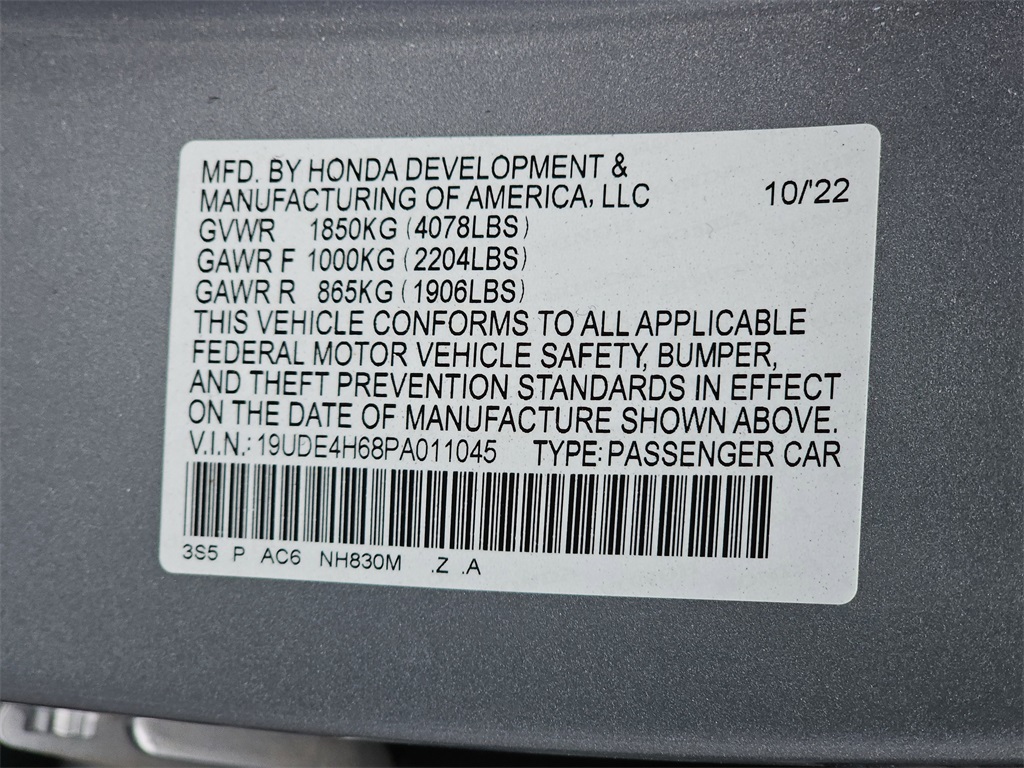 MFD. BY HONDA DEVELOPMENT &
MANUFACTURING OF AMERICA, LLC 10/'22
GVWR 1850KG (4078LBS)
GAWR F 1000KG (2204LBS)
GAWR R 865KG (1906LBS)
THIS VEHICLE CONFORMS TO ALL APPLICABLE
FEDERAL MOTOR VEHICLE SAFETY, BUMPER,
AND THEFT PREVENTION STANDARDS IN EFFECT
ON THE DATE OF MANUFACTURE SHOWN ABOVE.
V.I.N.: 19UDE4H68PA011045 TYPE: PASSENGER CAR
3S5 P AC6 NH830M .Z .A